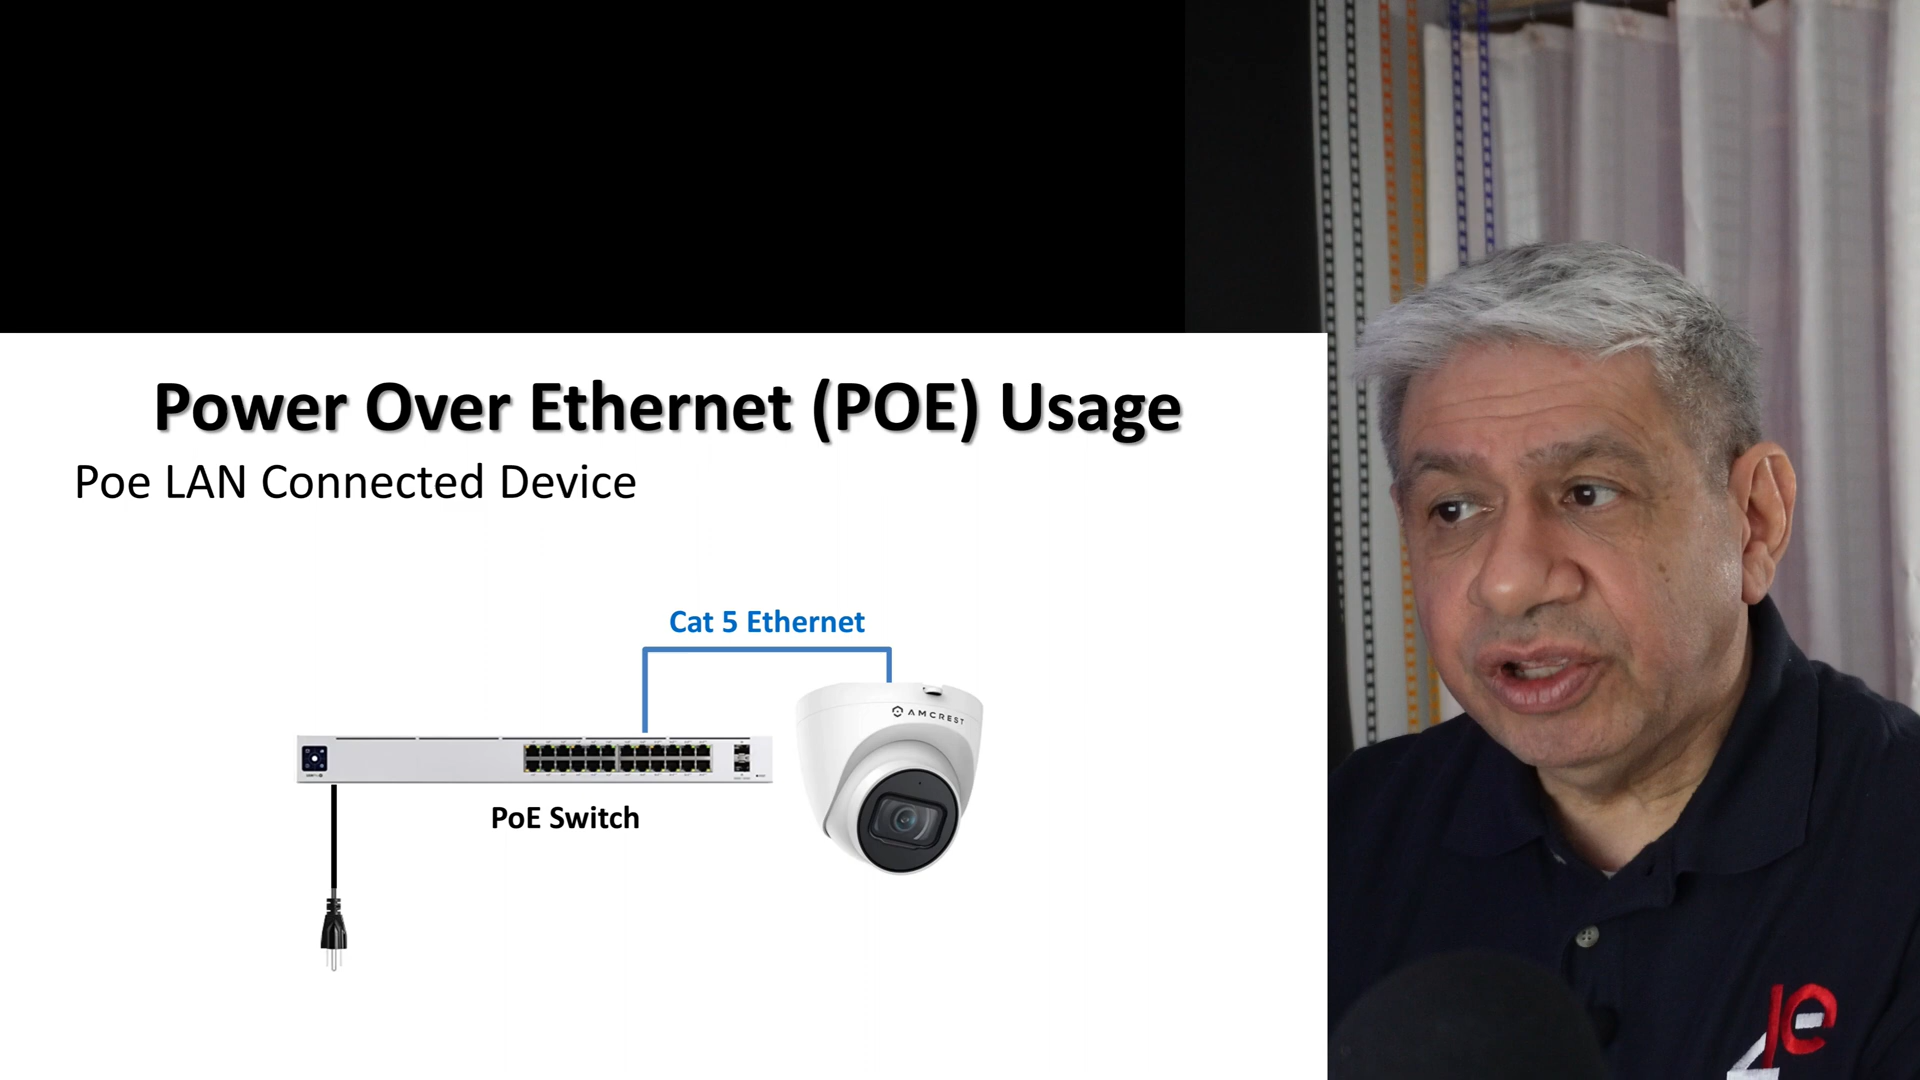 Power Over Ethernet (POE) Usage
Poe LAN Connected Device
Cat 5 Ethernet
AMCREST
PoE Switch